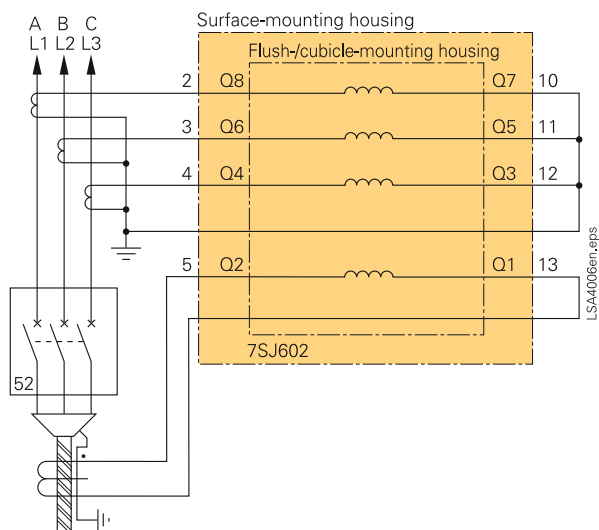 Surface-mounting housing
A B C
L1 L2 L3
Flush-/cubicle-mounting housing
2 Q8 Q7 10
3 Q6 Q5 11
4 Q4 Q3 12
5 Q2 Q1 13
7SJ602
52
LSA4006en.eps